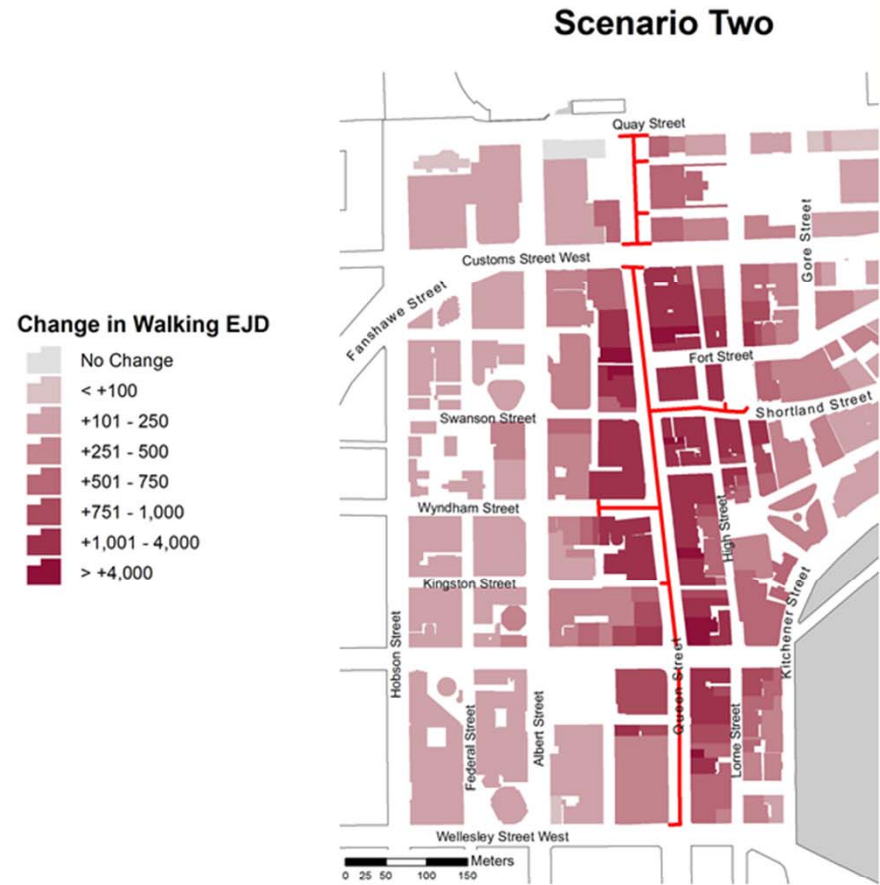 Scenario Two
Quay Street
Gore Street
Customs Street West
Fanshawe Street
Change in Walking EJD
No Change
< +100
+101 - 250
+251 - 500
+501 - 750
+751 - 1,000
+1,001 - 4,000
> +4,000
Fort Street
Shortland Street
Swanson Street
Wyndham Street
High Street
Kingston Street
Kitchener Street
Hobson Street
Queen Street
Federal Street
Albert Street
Lorne Street
Wellesley Street West
Meters
0 25 50 100 150